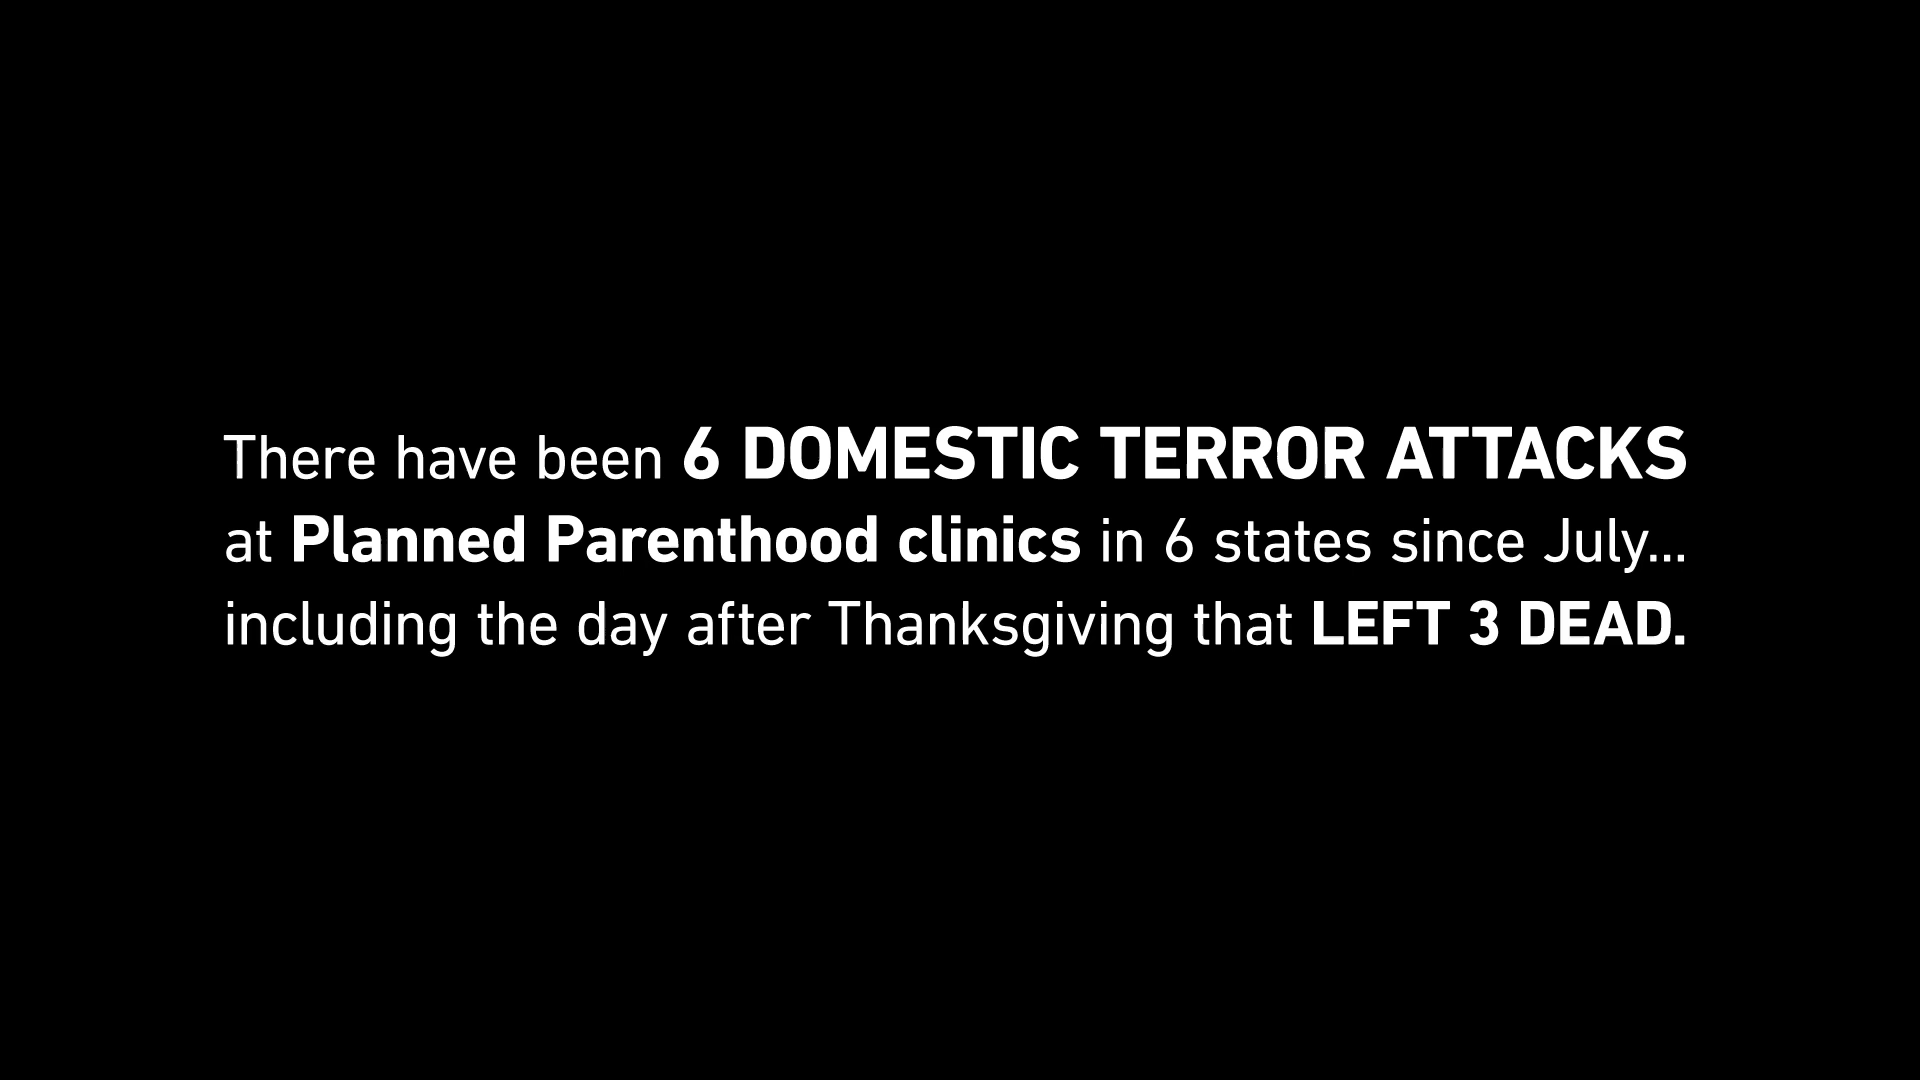 There have been 6 DOMESTIC TERROR ATTACKS
at Planned Parenthood clinics in 6 states since July...
including the day after Thanksgiving that LEFT 3 DEAD.